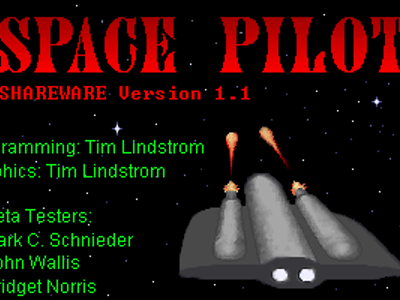 SPACE PILOT
SHAREWARE Version 1.1
gramming: Tim Lindstrom
phics: Tim Lindstrom
eta Testers:
ark C. Schnieder
ohn Wallis
ridget Norris